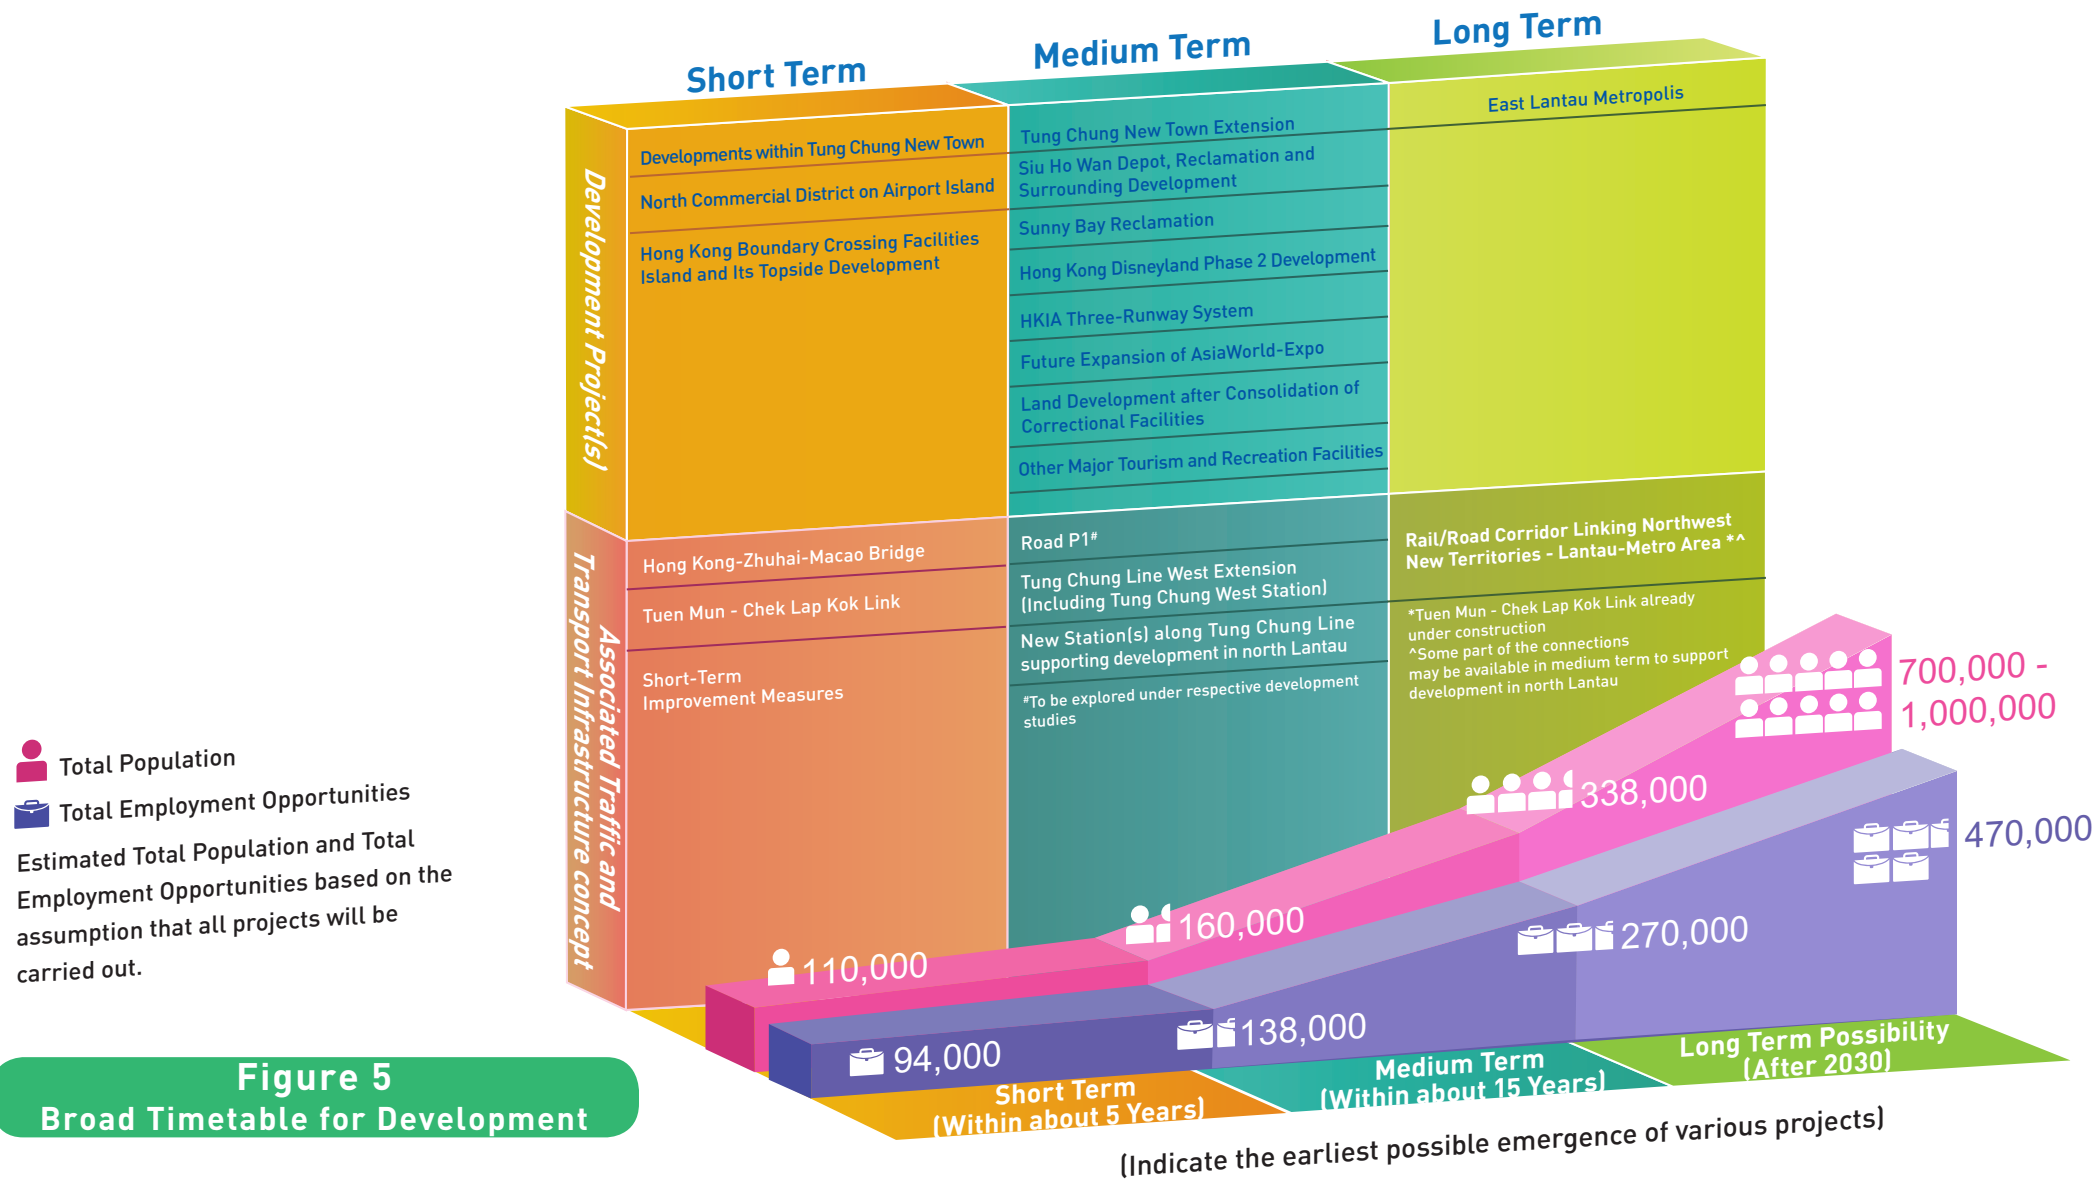 Short Term
Medium Term
Long Term
Development Project(s)
Developments within Tung Chung New Town
North Commercial District on Airport Island
Hong Kong Boundary Crossing Facilities
Island and Its Topside Development
Tung Chung New Town Extension
Siu Ho Wan Depot, Reclamation and
Surrounding Development
Sunny Bay Reclamation
Hong Kong Disneyland Phase 2 Development
HKIA Three-Runway System
Future Expansion of AsiaWorld-Expo
Land Development after Consolidation of
Correctional Facilities
Other Major Tourism and Recreation Facilities
East Lantau Metropolis
Associated Traffic and
Transport Infrastructure concept
Hong Kong-Zhuhai-Macao Bridge
Tuen Mun - Chek Lap Kok Link
Short-Term
Improvement Measures
Road P1#
Tung Chung Line West Extension
(Including Tung Chung West Station)
New Station(s) along Tung Chung Line
supporting development in north Lantau
#To be explored under respective development
studies
Rail/Road Corridor Linking Northwest
New Territories - Lantau-Metro Area *^
*Tuen Mun - Chek Lap Kok Link already
under construction
^Some part of the connections
may be available in medium term to support
development in north Lantau
700,000 -
1,000,000
338,000
160,000
110,000
470,000
270,000
138,000
94,000
Total Population
Total Employment Opportunities
Estimated Total Population and Total
Employment Opportunities based on the
assumption that all projects will be
carried out.
Figure 5
Broad Timetable for Development
Short Term
(Within about 5 Years)
Medium Term
(Within about 15 Years)
Long Term Possibility
(After 2030)
(Indicate the earliest possible emergence of various projects)